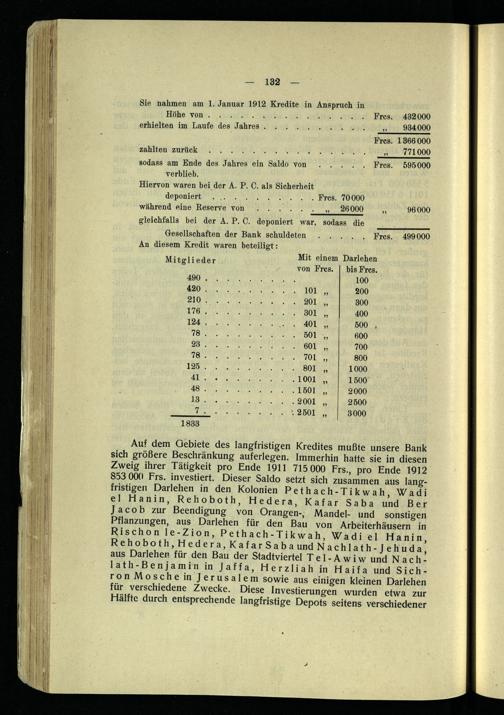 — 132 —
Sie nahmen am 1. Januar 1912 Kredite in Anspruch in
Höhe von . . . . . . . . . . . . . . . . Frcs. 432 000
erhielten im Laufe des Jahres . . . . . . . . . . . „ 934 000
Frcs. 1 366 000
zahlten zurück . . . . . . . . . . . . . . . . . „ 771 000
sodass am Ende des Jahres ein Saldo von . . . . . Frcs. 595 000
verblieb.
Hiervon waren bei der A. P. C. als Sicherheit
deponiert . . . . . . . . . . Frcs. 70 000
während eine Reserve von . . . . . . „ 26 000 „ 96 000
gleichfalls bei der A. P. C. deponiert war, sodass die
Gesellschaften der Bank schuldeten . . . . . Frcs. 499 000
An diesem Kredit waren beteiligt:
Mitglieder Mit einem Darlehen
von Frcs. bis Frcs.
490 . . . . . . . . . . 100
420 . . . . . . . . . . 101 „ 200
210 . . . . . . . . . . 201 „ 300
176 . . . . . . . . . . 301 „ 400
124 . . . . . . . . . . 401 „ 500
78 . . . . . . . . . . 501 „ 600
23 . . . . . . . . . . 601 „ 700
78 . . . . . . . . . . 701 „ 800
125 . . . . . . . . . . 801 „ 1000
41 . . . . . . . . . . 1001 „ 1500
48 . . . . . . . . . . 1501 „ 2000
13 . . . . . . . . . . 2001 „ 2500
7 . . . . . . . . . . 2501 „ 3000
1833
Auf dem Gebiete des langfristigen Kredites mußte unsere Bank
sich größere Beschränkung auferlegen. Immerhin hatte sie in diesen
Zweig ihrer Tätigkeit pro Ende 1911 715 000 Frs., pro Ende 1912
853 000 Frs. investiert. Dieser Saldo setzt sich zusammen aus lang-
fristigen Darlehen in den Kolonien Pethach-Tikwah, Wadi
el Hanin, Rehoboth, Hedera, Kafar Saba und Ber
Jacob zur Beendigung von Orangen-, Mandel- und sonstigen
Pflanzungen, aus Darlehen für den Bau von Arbeiterhäusern in
Rischon le-Zion, Pethach-Tikwah, Wadi el Hanin,
Rehoboth, Hedera, Kafar Saba und Nachlath-Jehuda,
aus Darlehen für den Bau der Stadtviertel Tel-Awiw und Nach-
lath-Benjamin in Jaffa, Herzliah in Haifa und Sich-
ron Mosche in Jerusalem sowie aus einigen kleinen Darlehen
für verschiedene Zwecke. Diese Investierungen wurden etwa zur
Hälfte durch entsprechende langfristige Depots seitens verschiedener